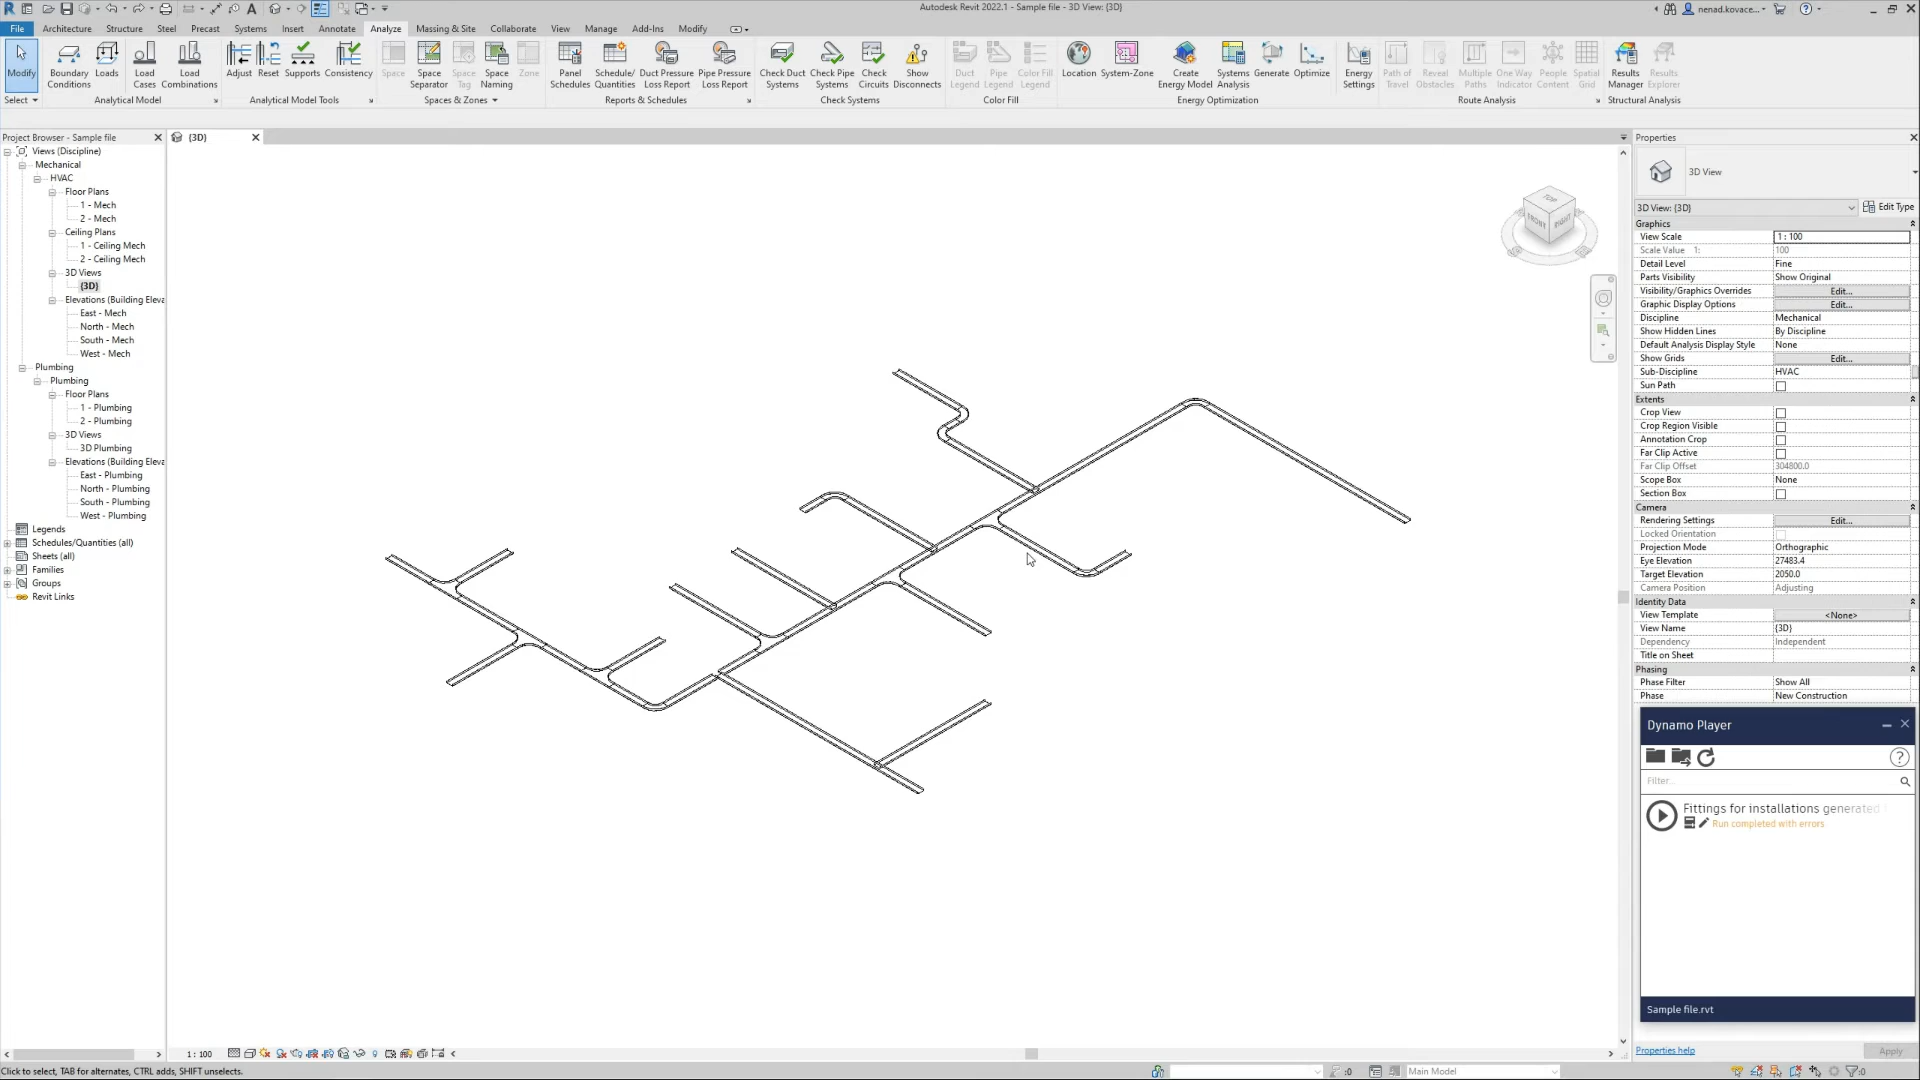 Autodesk Revit 2022.1 - Sample file - 3D View: {3D}
nenad.kovace...
File Architecture Structure Steel Precast Systems Insert Annotate Analyze Massing & Site Collaborate View Manage Add-Ins Modify
Modify
Boundary Conditions
Loads
Load Cases
Load Combinations
Adjust
Reset
Supports
Consistency
Space
Space Separator
Space Tag
Space Naming
Zone
Panel Schedules
Schedule/ Quantities
Duct Pressure Loss Report
Pipe Pressure Loss Report
Check Duct Systems
Check Pipe Systems
Check Circuits
Show Disconnects
Duct Legend
Pipe Legend
Color Fill Legend
Location
System-Zone
Create Energy Model
Systems Analysis
Generate
Optimize
Energy Settings
Path of Travel
Reveal Obstacles
Multiple Paths
One Way Indicator
People Content
Spatial Grid
Results Manager
Results Explorer
Select
Analytical Model
Analytical Model Tools
Spaces & Zones
Reports & Schedules
Check Systems
Color Fill
Energy Optimization
Route Analysis
Structural Analysis
Project Browser - Sample file
Views (Discipline)
Mechanical
HVAC
Floor Plans
1 - Mech
2 - Mech
Ceiling Plans
1 - Ceiling Mech
2 - Ceiling Mech
3D Views
{3D}
Elevations (Building Eleva
East - Mech
North - Mech
South - Mech
West - Mech
Plumbing
Plumbing
Floor Plans
1 - Plumbing
2 - Plumbing
3D Views
3D Plumbing
Elevations (Building Eleva
East - Plumbing
North - Plumbing
South - Plumbing
West - Plumbing
Legends
Schedules/Quantities (all)
Sheets (all)
Families
Groups
Revit Links
{3D}
TOP
FRONT
RIGHT
Properties
3D View
3D View: {3D}
Edit Type
Graphics
View Scale 1 : 100
Scale Value 1: 100
Detail Level Fine
Parts Visibility Show Original
Visibility/Graphics Overrides Edit...
Graphic Display Options Edit...
Discipline Mechanical
Show Hidden Lines By Discipline
Default Analysis Display Style None
Show Grids Edit...
Sub-Discipline HVAC
Sun Path
Extents
Crop View
Crop Region Visible
Annotation Crop
Far Clip Active
Far Clip Offset 304800.0
Scope Box None
Section Box
Camera
Rendering Settings Edit...
Locked Orientation
Projection Mode Orthographic
Eye Elevation 27483.4
Target Elevation 2050.0
Camera Position Adjusting
Identity Data
View Template <None>
View Name {3D}
Dependency Independent
Title on Sheet
Phasing
Phase Filter Show All
Phase New Construction
Dynamo Player
Filter...
Fittings for installations generated
Run completed with errors
Sample file.rvt
Properties help
Apply
1 : 100
Click to select, TAB for alternates, CTRL adds, SHIFT unselects.
:0
Main Model
:0